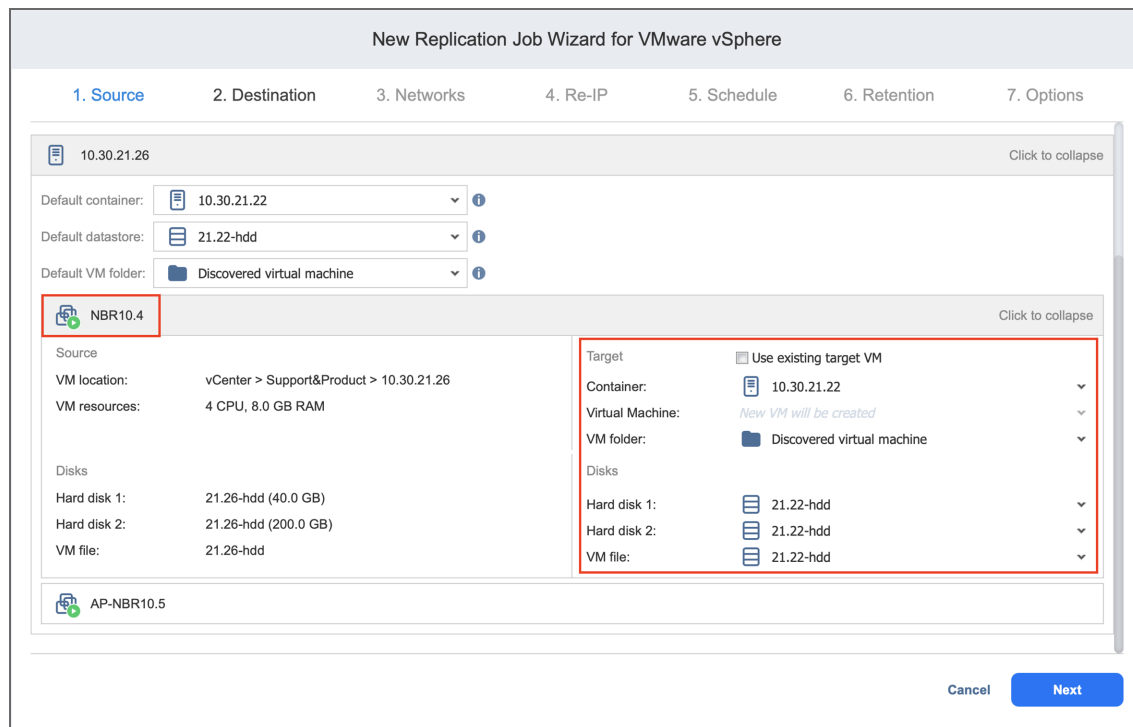 New Replication Job Wizard for VMware vSphere
1. Source 2. Destination 3. Networks 4. Re-IP 5. Schedule 6. Retention 7. Options
10.30.21.26 Click to collapse
Default container: 10.30.21.22
Default datastore: 21.22-hdd
Default VM folder: Discovered virtual machine
NBR10.4 Click to collapse
Source
VM location: vCenter > Support&Product > 10.30.21.26
VM resources: 4 CPU, 8.0 GB RAM
Disks
Hard disk 1: 21.26-hdd (40.0 GB)
Hard disk 2: 21.26-hdd (200.0 GB)
VM file: 21.26-hdd
Target Use existing target VM
Container: 10.30.21.22
Virtual Machine: New VM will be created
VM folder: Discovered virtual machine
Disks
Hard disk 1: 21.22-hdd
Hard disk 2: 21.22-hdd
VM file: 21.22-hdd
AP-NBR10.5
Cancel Next